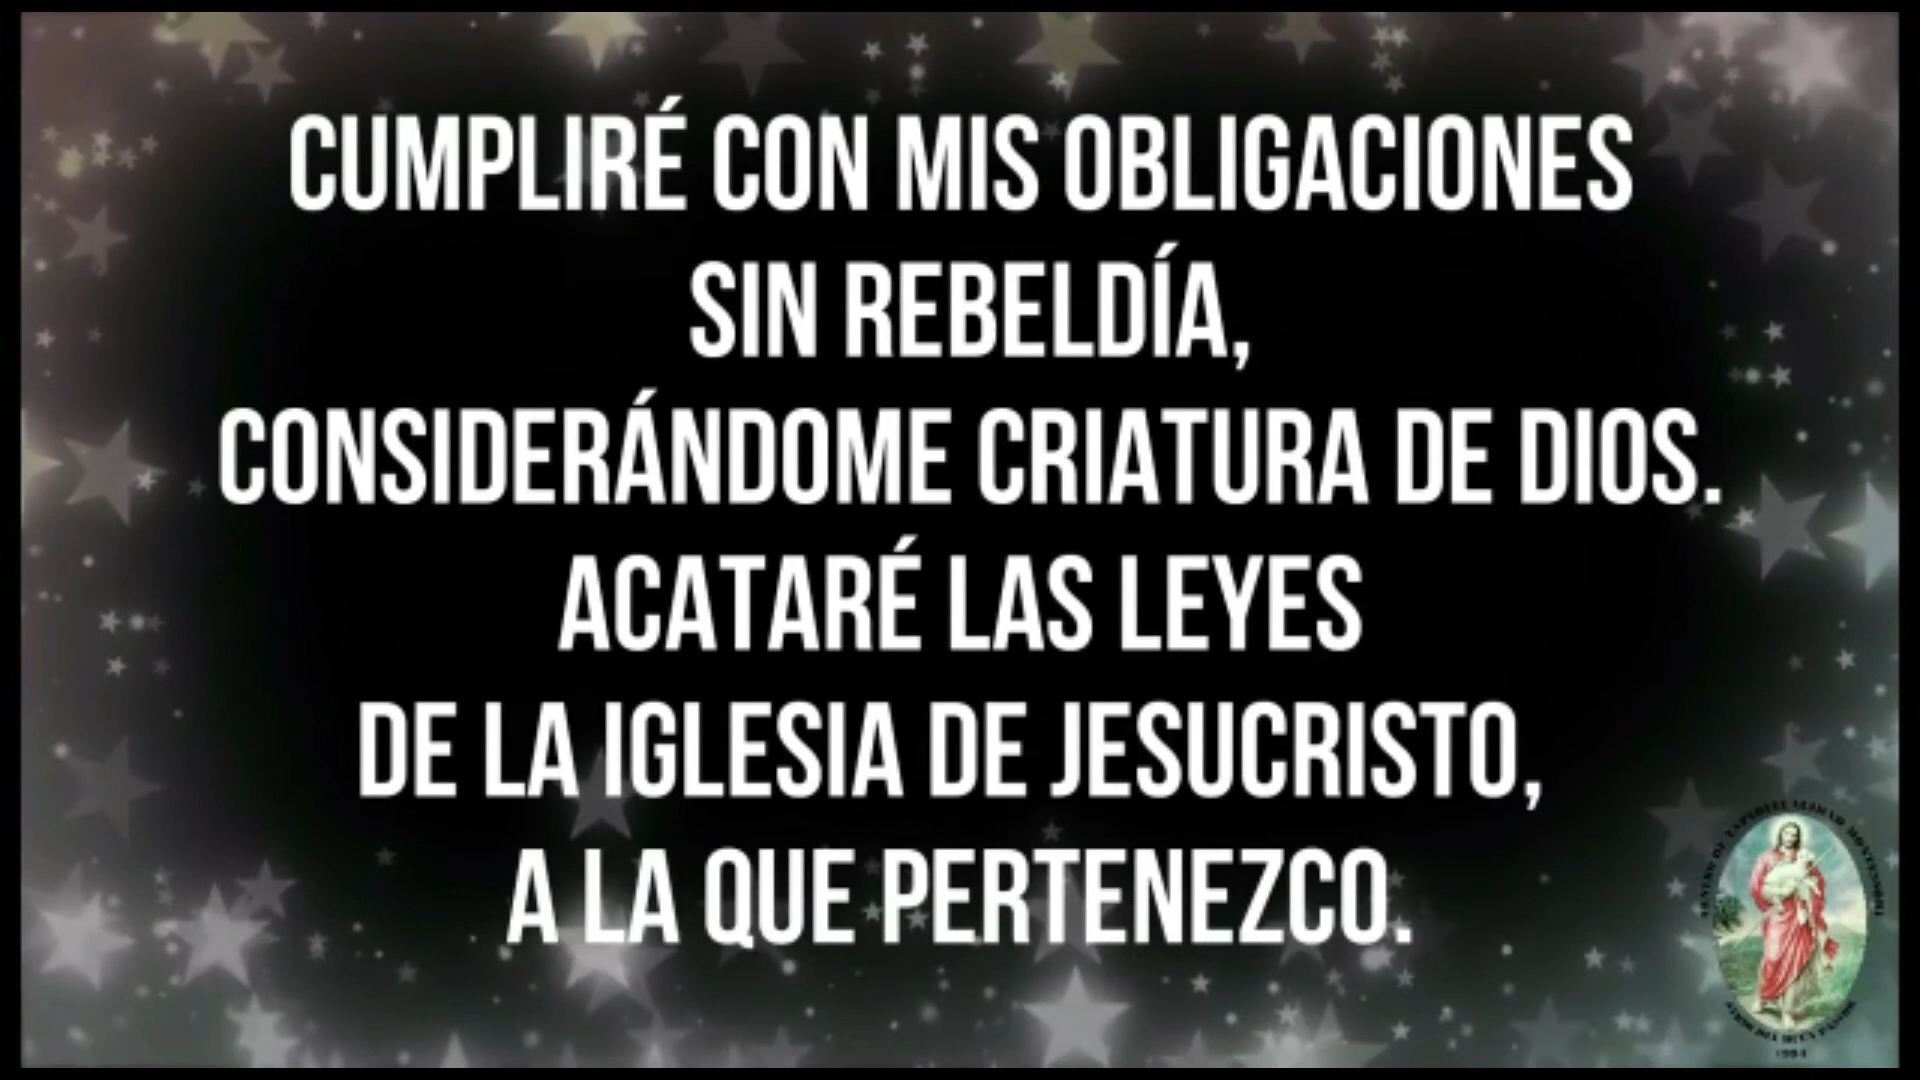 CUMPLIRÉ CON MIS OBLIGACIONES
SIN REBELDÍA,
CONSIDERÁNDOME CRIATURA DE DIOS.
ACATARÉ LAS LEYES
DE LA IGLESIA DE JESUCRISTO,
A LA QUE PERTENEZCO.